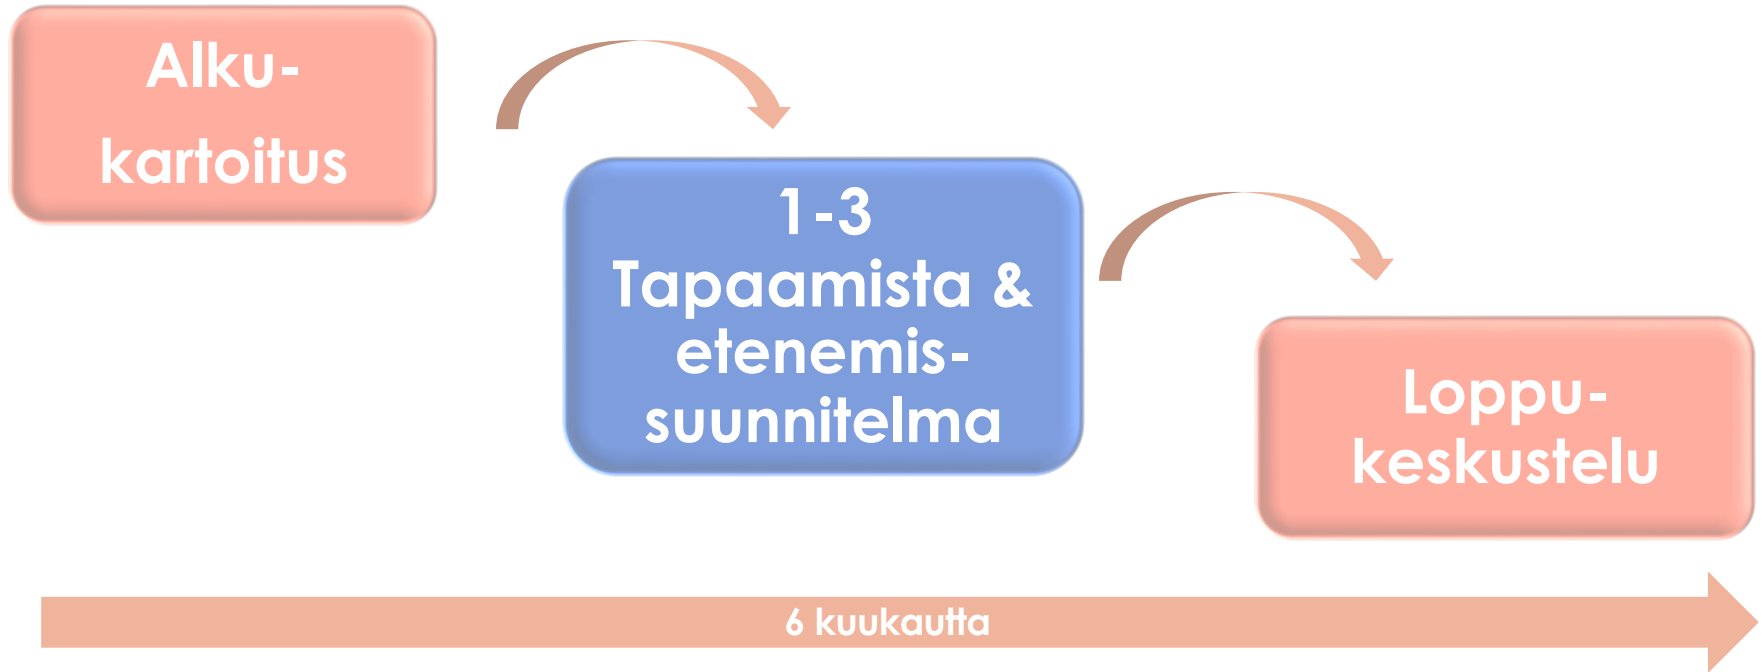 Alku-
kartoitus
1-3
Tapaamista &
etenemis-
suunnitelma
Loppu-
keskustelu
6 kuukautta